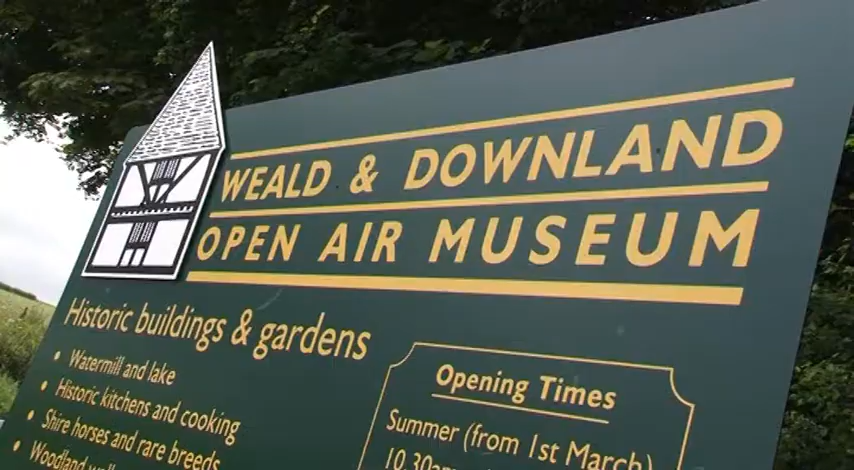 WEALD & DOWNLAND
OPEN AIR MUSEUM
Historic buildings & gardens
• Watermill and lake
• Historic kitchens and cooking
• Shire horses and rare breeds
• Woodland
Opening Times
Summer (from 1st March)
10.30am